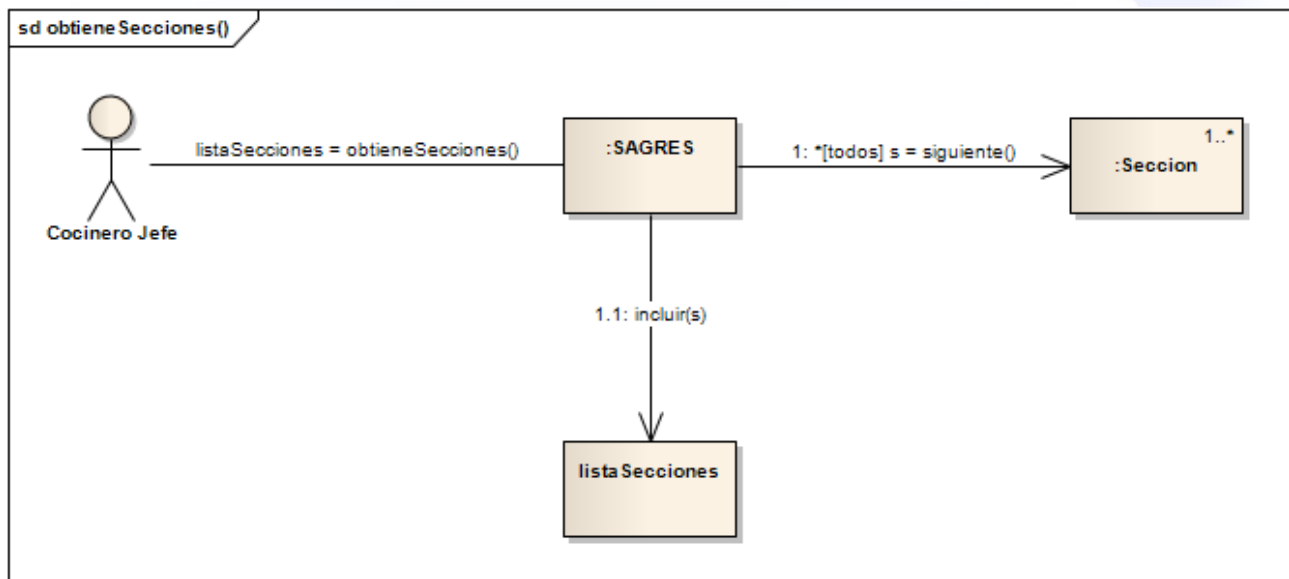 sd obtieneSecciones()
listaSecciones = obtieneSecciones()
:SAGRES
1: *[todos] s = siguiente()
1..*
:Seccion
Cocinero Jefe
1.1: incluir(s)
listaSecciones